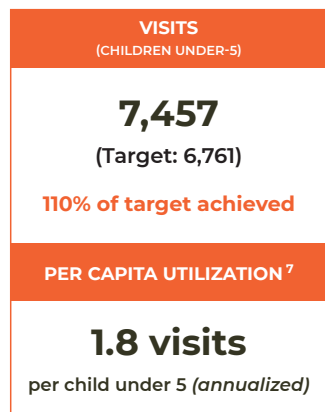 VISITS
(CHILDREN UNDER-5)
7,457
(Target: 6,761)
110% of target achieved
PER CAPITA UTILIZATION 7
1.8 visits
per child under 5 (annualized)